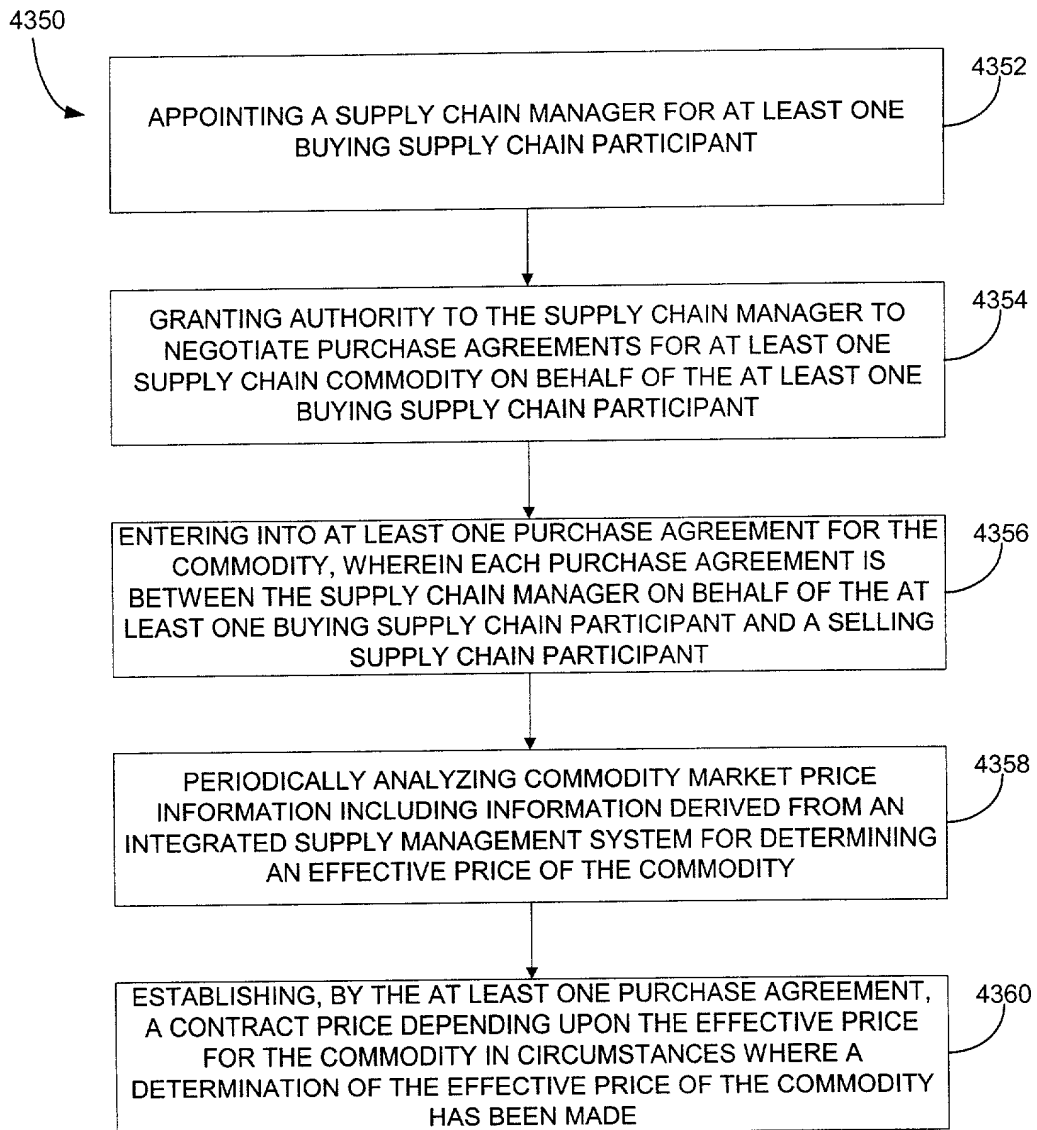 4350
APPOINTING A SUPPLY CHAIN MANAGER FOR AT LEAST ONE
BUYING SUPPLY CHAIN PARTICIPANT
4352
GRANTING AUTHORITY TO THE SUPPLY CHAIN MANAGER TO
NEGOTIATE PURCHASE AGREEMENTS FOR AT LEAST ONE
SUPPLY CHAIN COMMODITY ON BEHALF OF THE AT LEAST ONE
BUYING SUPPLY CHAIN PARTICIPANT
4354
ENTERING INTO AT LEAST ONE PURCHASE AGREEMENT FOR THE
COMMODITY, WHEREIN EACH PURCHASE AGREEMENT IS
BETWEEN THE SUPPLY CHAIN MANAGER ON BEHALF OF THE AT
LEAST ONE BUYING SUPPLY CHAIN PARTICIPANT AND A SELLING
SUPPLY CHAIN PARTICIPANT
4356
PERIODICALLY ANALYZING COMMODITY MARKET PRICE
INFORMATION INCLUDING INFORMATION DERIVED FROM AN
INTEGRATED SUPPLY MANAGEMENT SYSTEM FOR DETERMINING
AN EFFECTIVE PRICE OF THE COMMODITY
4358
ESTABLISHING, BY THE AT LEAST ONE PURCHASE AGREEMENT,
A CONTRACT PRICE DEPENDING UPON THE EFFECTIVE PRICE
FOR THE COMMODITY IN CIRCUMSTANCES WHERE A
DETERMINATION OF THE EFFECTIVE PRICE OF THE COMMODITY
HAS BEEN MADE
4360